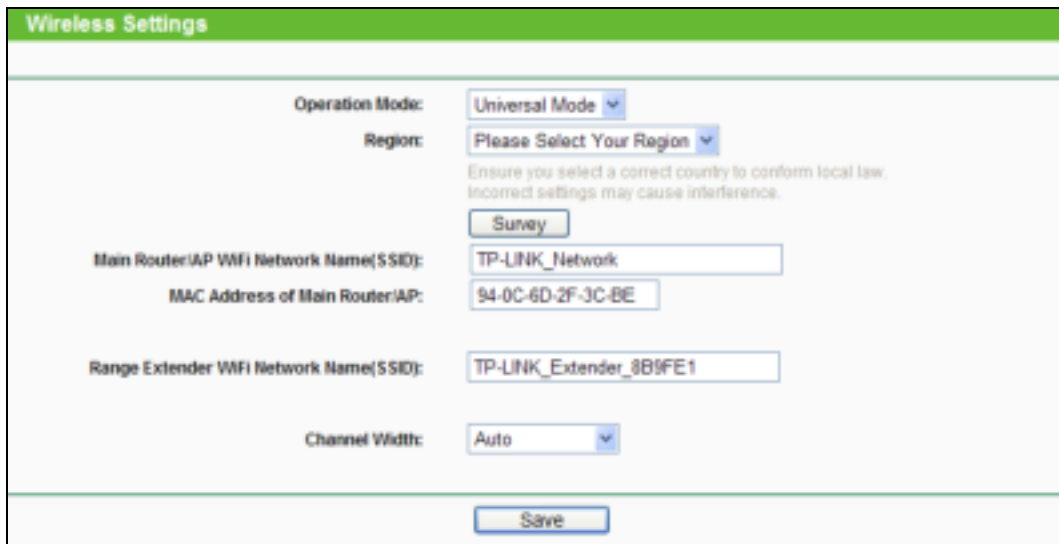 Wireless Settings
Operation Mode: Universal Mode
Region: Please Select Your Region
Ensure you select a correct country to conform local law.
Incorrect settings may cause interference.
Survey
Main Router/AP WiFi Network Name(SSID): TP-LINK_Network
MAC Address of Main Router/AP: 94-0C-6D-2F-3C-BE
Range Extender WiFi Network Name(SSID): TP-LINK_Extender_8B9FE1
Channel Width: Auto
Save